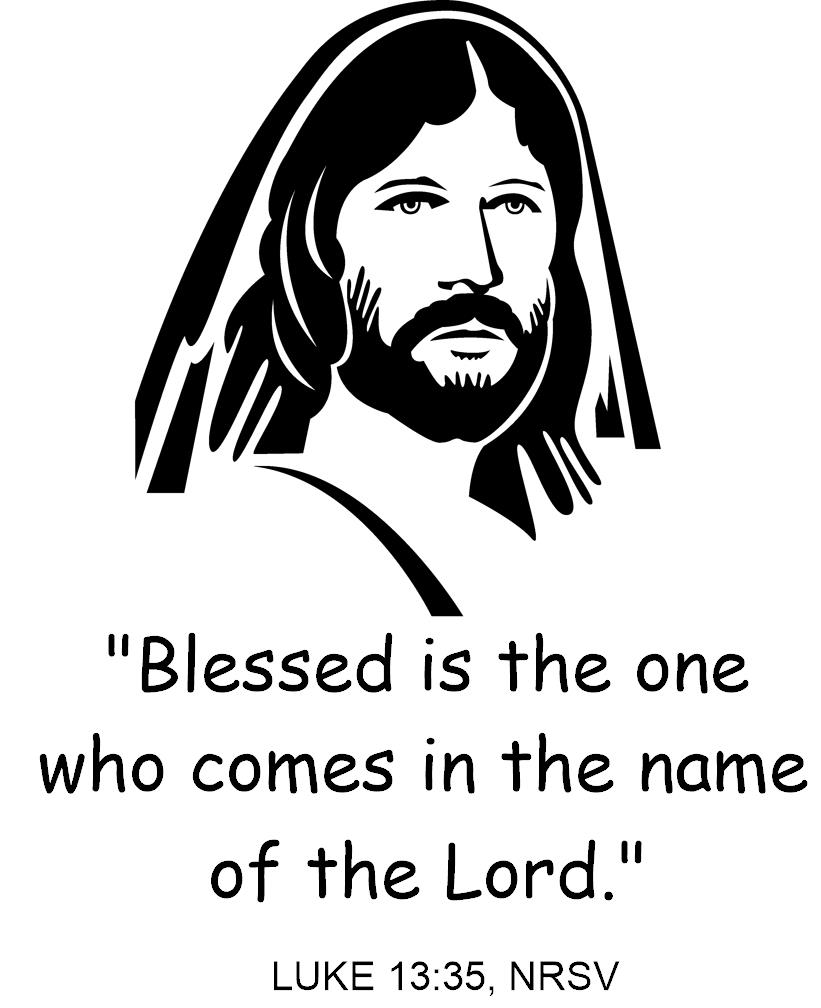 "Blessed is the one
who comes in the name
of the Lord."
LUKE 13:35, NRSV